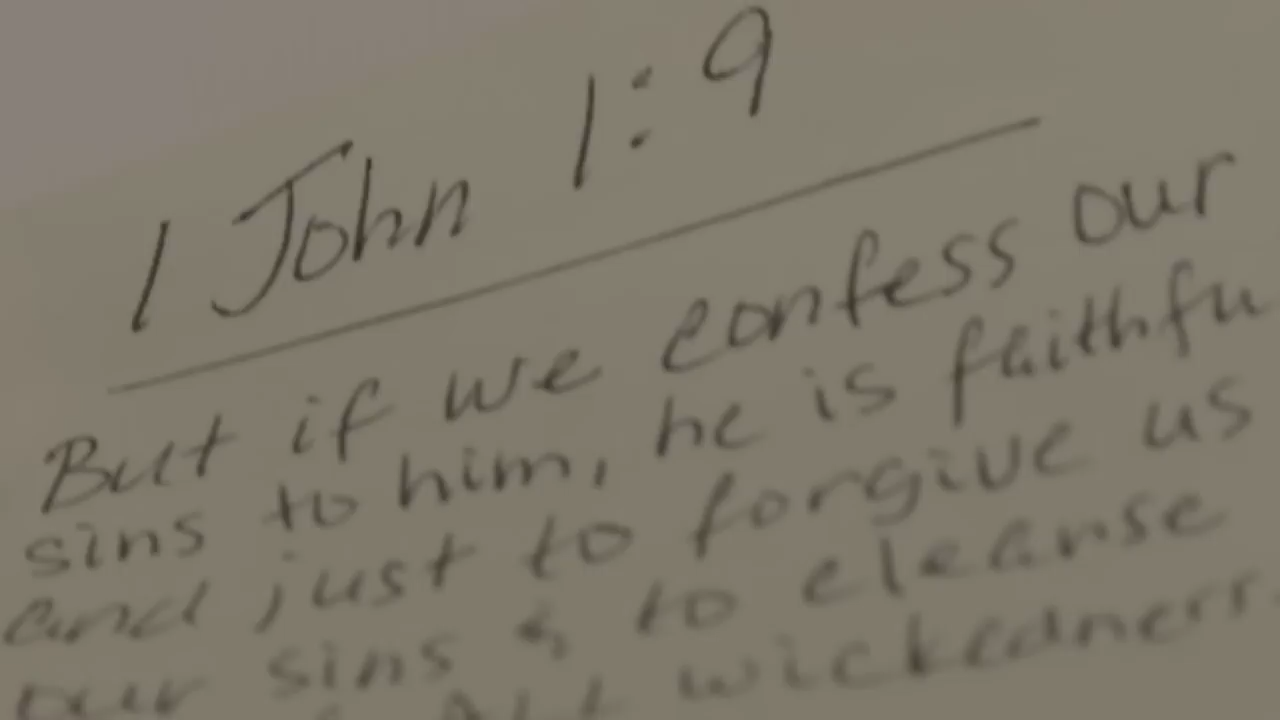 1 John 1:9
But if we confess our
sins to him, he is faithfu
and just to forgive us
our sins & to cleanse
All wickedness